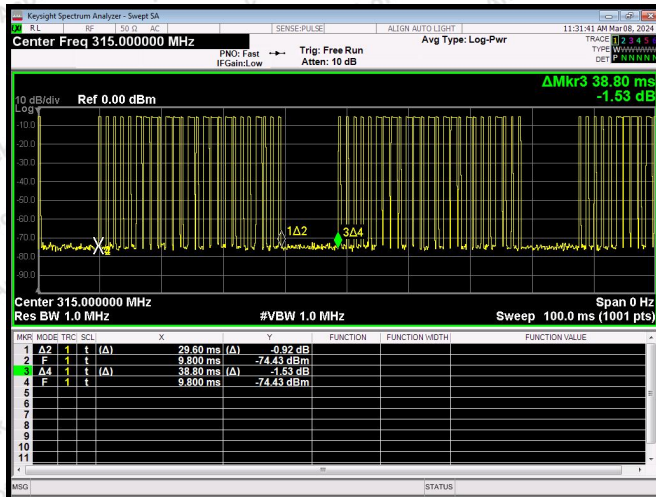 Keysight Spectrum Analyzer - Swept SA
RL RF 50 Ω AC SENSE:PULSE ALIGN AUTO LIGHT 11:31:41 AM Mar 08, 2024
Center Freq 315.000000 MHz
PNO: Fast
IFGain:Low
Trig: Free Run
Atten: 10 dB
Avg Type: Log-Pwr
TRACE 1 2 3 4 5 6
TYPE WWWWWW
DET P N N N N N
ΔMkr3 38.80 ms
-1.53 dB
10 dB/div
Log
Ref 0.00 dBm
-10.0
-20.0
-30.0
-40.0
-50.0
-60.0
-70.0
-80.0
-90.0
1Δ2
3Δ4
Center 315.000000 MHz Span 0 Hz
Res BW 1.0 MHz #VBW 1.0 MHz Sweep 100.0 ms (1001 pts)
MKR MODE TRC SCL X Y FUNCTION FUNCTION WIDTH FUNCTION VALUE
1 Δ2 1 t (Δ) 29.60 ms (Δ) -0.92 dB
2 F 1 t 9.800 ms -74.43 dBm
3 Δ4 1 t (Δ) 38.80 ms (Δ) -1.53 dB
4 F 1 t 9.800 ms -74.43 dBm
5
6
7
8
9
10
11
MSG STATUS